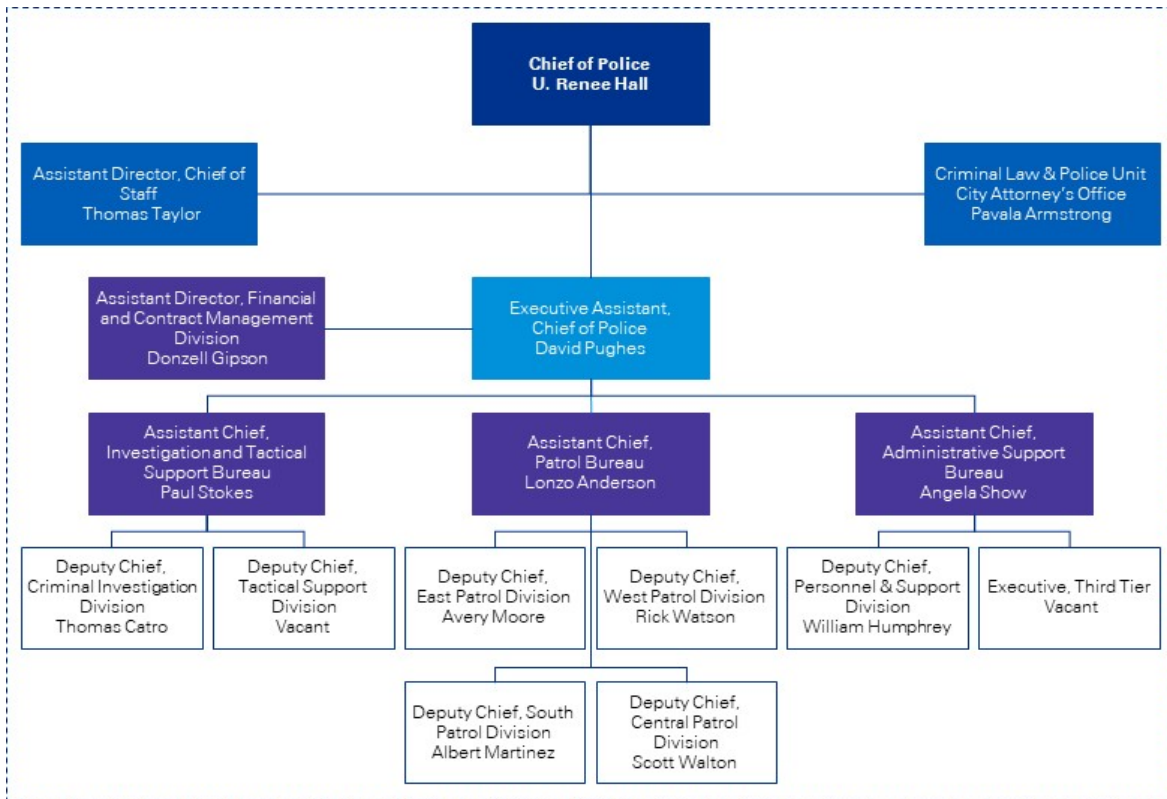 Chief of Police
U. Renee Hall
Assistant Director, Chief of
Staff
Thomas Taylor
Criminal Law & Police Unit
City Attorney's Office
Pavala Armstrong
Assistant Director, Financial
and Contract Management
Division
Donzell Gipson
Executive Assistant,
Chief of Police
David Pughes
Assistant Chief,
Investigation and Tactical
Support Bureau
Paul Stokes
Assistant Chief,
Patrol Bureau
Lonzo Anderson
Assistant Chief,
Administrative Support
Bureau
Angela Show
Deputy Chief,
Criminal Investigation
Division
Thomas Catro
Deputy Chief,
Tactical Support
Division
Vacant
Deputy Chief,
East Patrol Division
Avery Moore
Deputy Chief,
West Patrol Division
Rick Watson
Deputy Chief,
Personnel & Support
Division
William Humphrey
Executive, Third Tier
Vacant
Deputy Chief, South
Patrol Division
Albert Martinez
Deputy Chief,
Central Patrol
Division
Scott Walton